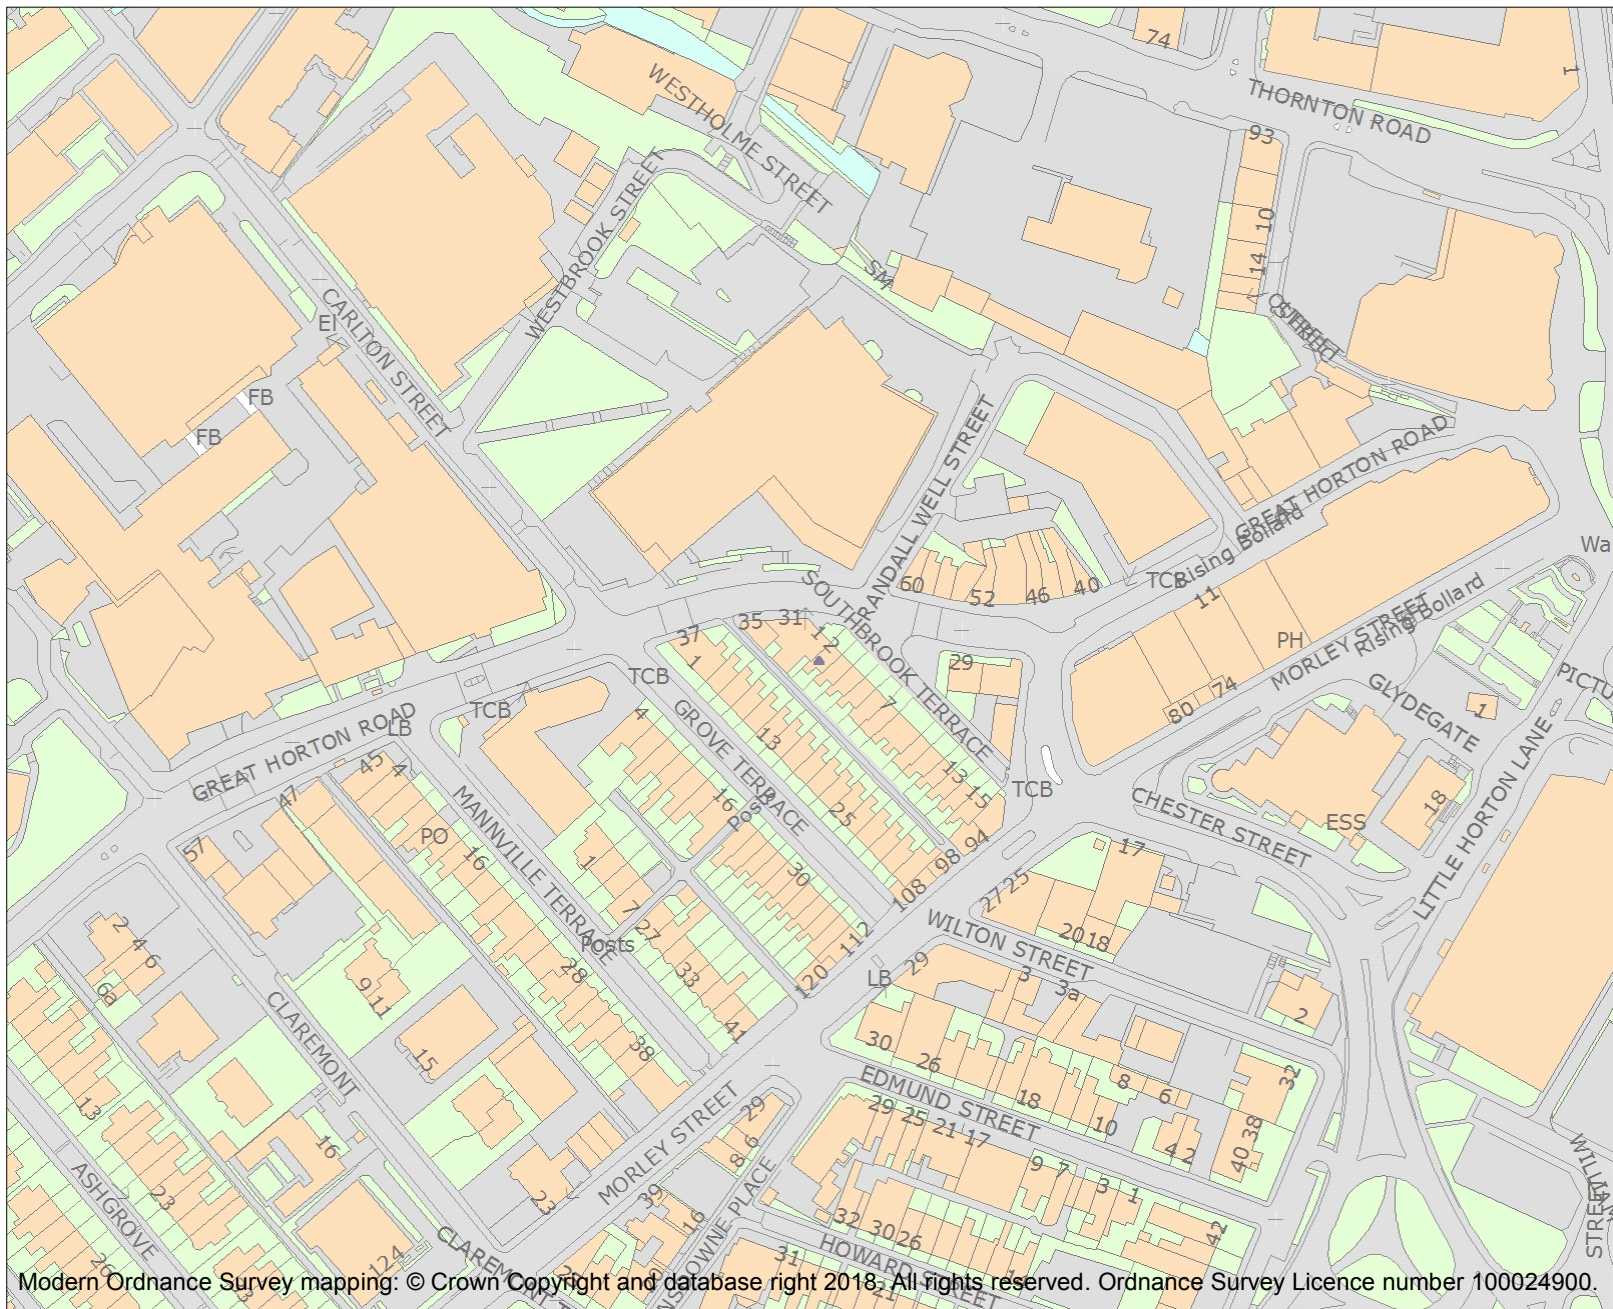 74
1
THORNTON ROAD
WESTHOLME STREET
93
WESTBROOK STREET
10
14
SM
QUEBEC
STREET
CARLTON STREET
EI
FB
FB
RANDALL WELL STREET
GREAT HORTON ROAD
Rising Bollard
TCB
60
52
46
40
11
SOUTHBROOK TERRACE
MORLEY STREET
Rising Bollard
PH
37
35
31
1
2
1
29
TCB
7
74
80
GLYDEGATE
1
GROVE TERRACE
4
13
TCB
LB
GREAT HORTON ROAD
45
4
47
57
MANNVILLE TERRACE
PO
16
16
Posts
25
13
15
TCB
CHESTER STREET
ESS
18
LITTLE HORTON LANE
17
94
98
108
27
25
30
1
7
27
Posts
112
120
WILTON STREET
20
18
29
LB
3
3a
2
2
4
6
6a
9
11
28
33
CLAREMONT
15
38
41
30
26
EDMUND STREET
18
8
6
10
32
38
40
4
2
29
25
21
17
9
7
3
1
42
13
16
23
ASHGROVE
MORLEY STREET
29
6
8
39
16
23
32
30
26
HOWARD STREET
31
21
124
26
STREET
Modern Ordnance Survey mapping: © Crown Copyright and database right 2018. All rights reserved. Ordnance Survey Licence number 100024900.